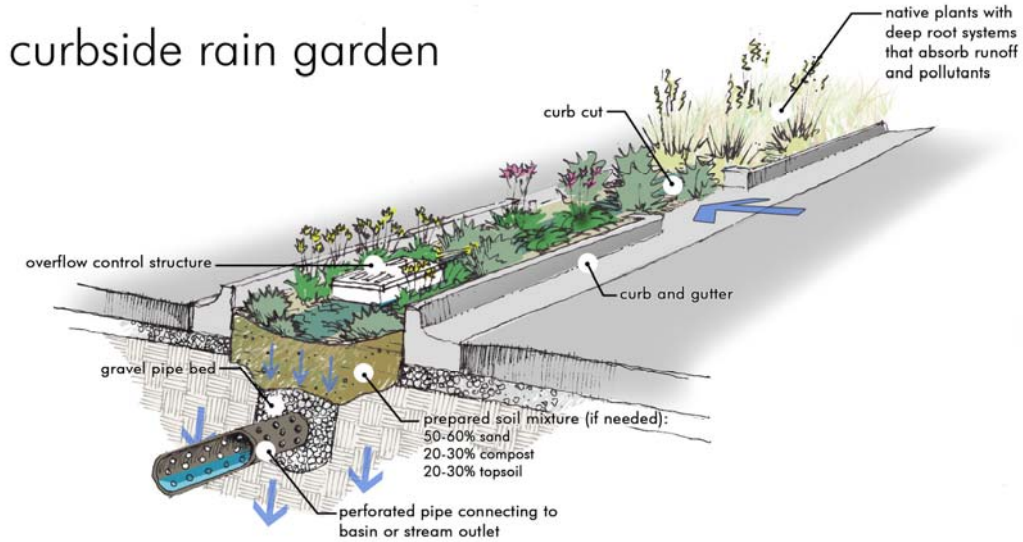 curbside rain garden
native plants with
deep root systems
that absorb runoff
and pollutants
curb cut
overflow control structure
curb and gutter
gravel pipe bed
prepared soil mixture (if needed):
50-60% sand
20-30% compost
20-30% topsoil
perforated pipe connecting to
basin or stream outlet